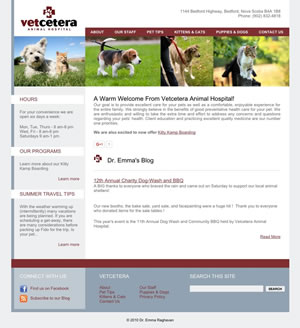 vetcetera
ANIMAL HOSPITAL
1144 Bedford Highway, Bedford, Nova Scotia B4A 1B8
Phone: (902) 832-4818
ABOUT
OUR STAFF
PET TIPS
KITTENS & CATS
PUPPIES & DOGS
CONTACT US
HOURS
For your convenience we are
open six days a week
Mon, Tue, Thurs - 8 am-8 pm
Wed, Fri - 8 am-6 pm
Saturday - 9 am-5 pm
OUR PROGRAMS
Learn more about our Kitty
Kamp Boarding
Learn more
SUMMER TRAVEL TIPS
With the weather warming up
(intermittently) many vacations
are being planned. If you are
scheduling a get-away, there
are many considerations before
packing up Fido for the trip, to
your pet...
Learn more
A Warm Welcome From Vetcetera Animal Hospital!
Our goal is to provide excellent care for your pets as well as a comfortable, enjoyable experience for
the entire family. We strongly believe in the benefits of good preventative health care for your pet. We
are enthusiastic and willing to take the extra time and effort to address any concerns and questions
regarding your pets' health. Client education and practicing excellent quality medicine are our number
one priorities.
We are also excited to now offer Kitty Kamp Boarding
Dr. Emma's Blog
12th Annual Charity Dog-Wash and BBQ
A BIG thanks to everyone who braved the rain and came out on Saturday to support our local animal
shelters!
Our new booths, the bake sale, yard sale, and facepainting were a huge hit! Thank you to everyone who
donated items for the sale tables!
This year was the 11th Annual Dog Wash and Community BBQ held by Vetcetera Animal
Hospital
Read More
CONNECT WITH US
Find us on Facebook
Subscribe to our Blog
VETCETERA
About
Pet Tips
Kittens & Cats
Contact Us
Our Staff
Puppies & Dogs
Privacy Policy
SEARCH THIS SITE
Search
© 2010 Dr. Emma Raghavan